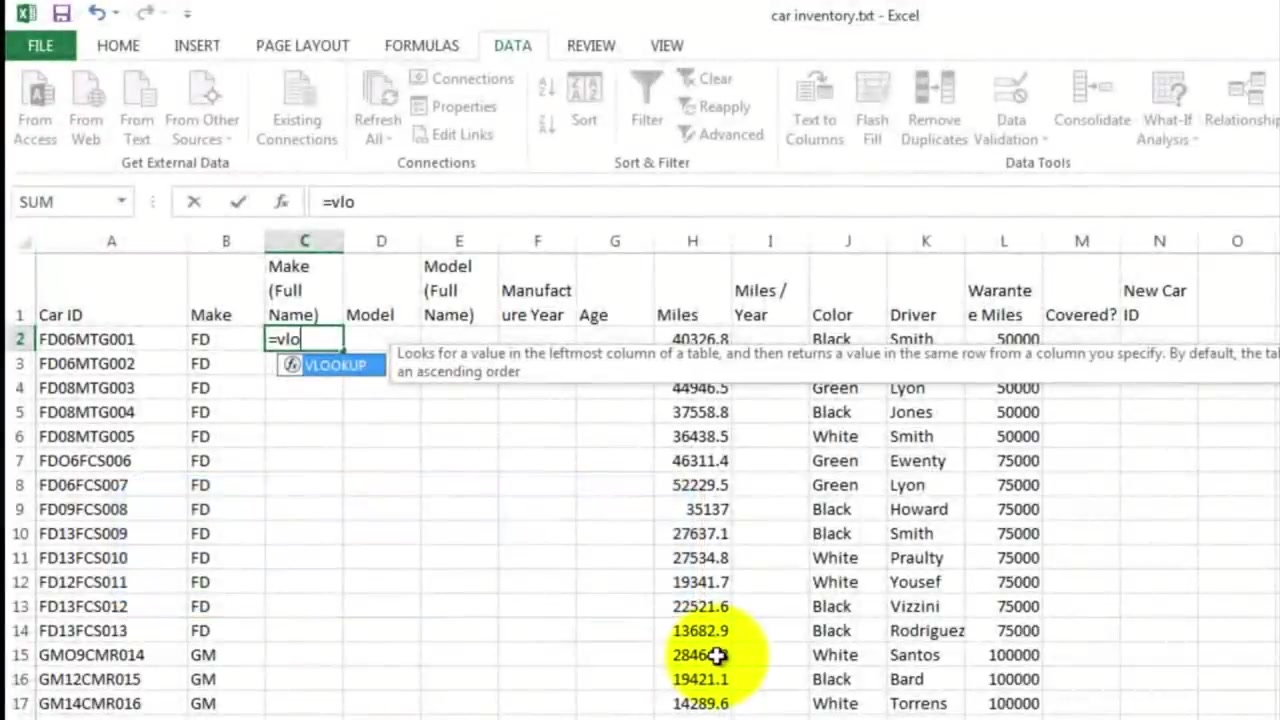 car inventory.txt - Excel
FILE HOME INSERT PAGE LAYOUT FORMULAS DATA REVIEW VIEW
From Access From Web From Text From Other Sources Existing Connections Refresh All Connections Properties Edit Links Sort Filter Clear Reapply Advanced Text to Columns Flash Fill Remove Duplicates Data Validation Consolidate What-If Analysis
Get External Data Connections Sort & Filter Data Tools
SUM =vlo
A B C D E F G H I J K L M N O
1 Car ID Make Make (Full Name) Model Model (Full Name) Manufact ure Year Age Miles Miles / Year Color Driver Warante e Miles Covered? New Car ID
2 FD06MTG001 FD =vlo 40326.8 Black Smith 50000
VLOOKUP Looks for a value in the leftmost column of a table, and then returns a value in the same row from a column you specify. By default, the ta
an ascending order
3 FD06MTG002 FD
4 FD08MTG003 FD 44946.5 Green Lyon 50000
5 FD08MTG004 FD 37558.8 Black Jones 50000
6 FD08MTG005 FD 36438.5 White Smith 50000
7 FDO6FCS006 FD 46311.4 Green Ewenty 75000
8 FD06FCS007 FD 52229.5 Green Lyon 75000
9 FD09FCS008 FD 35137 Black Howard 75000
10 FD13FCS009 FD 27637.1 Black Smith 75000
11 FD13FCS010 FD 27534.8 White Praulty 75000
12 FD12FCS011 FD 19341.7 White Yousef 75000
13 FD13FCS012 FD 22521.6 Black Vizzini 75000
14 FD13FCS013 FD 13682.9 Black Rodriguez 75000
15 GMO9CMR014 GM White Santos 100000
16 GM12CMR015 GM 19421.1 Black Bard 100000
17 GM14CMR016 GM 14289.6 White Torrens 100000